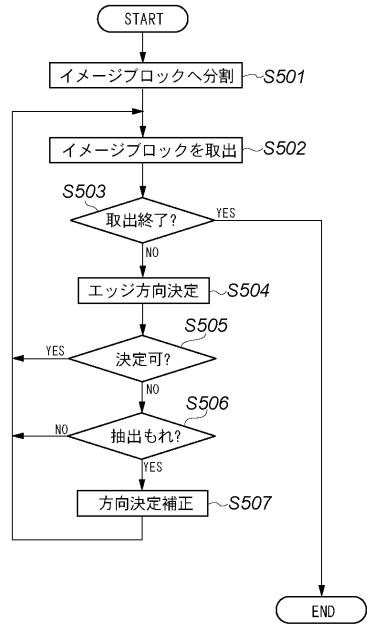 START
イメージブロックへ分割 S501
イメージブロックを取出 S502
S503
取出終了? YES
NO
エッジ方向決定 S504
S505
YES 決定可?
NO
S506
NO 抽出もれ?
YES
方向決定補正 S507
END